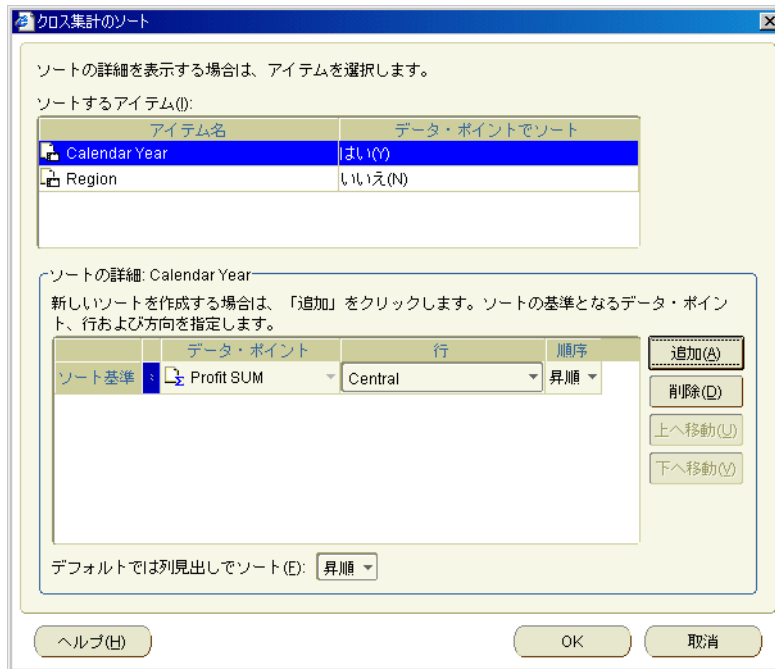 クロス集計のソート
ソートの詳細を表示する場合は、アイテムを選択します。
ソートするアイテム(I):
アイテム名 データ・ポイントでソート
Calendar Year はい(Y)
Region いいえ(N)
ソートの詳細: Calendar Year
新しいソートを作成する場合は、「追加」をクリックします。ソートの基準となるデータ・ポイン
ト、行および方向を指定します。
データ・ポイント 行 順序
ソート基準 Profit SUM Central 昇順
追加(A)
削除(D)
上へ移動(U)
下へ移動(V)
デフォルトでは列見出しでソート(F): 昇順
ヘルプ(H) OK 取消